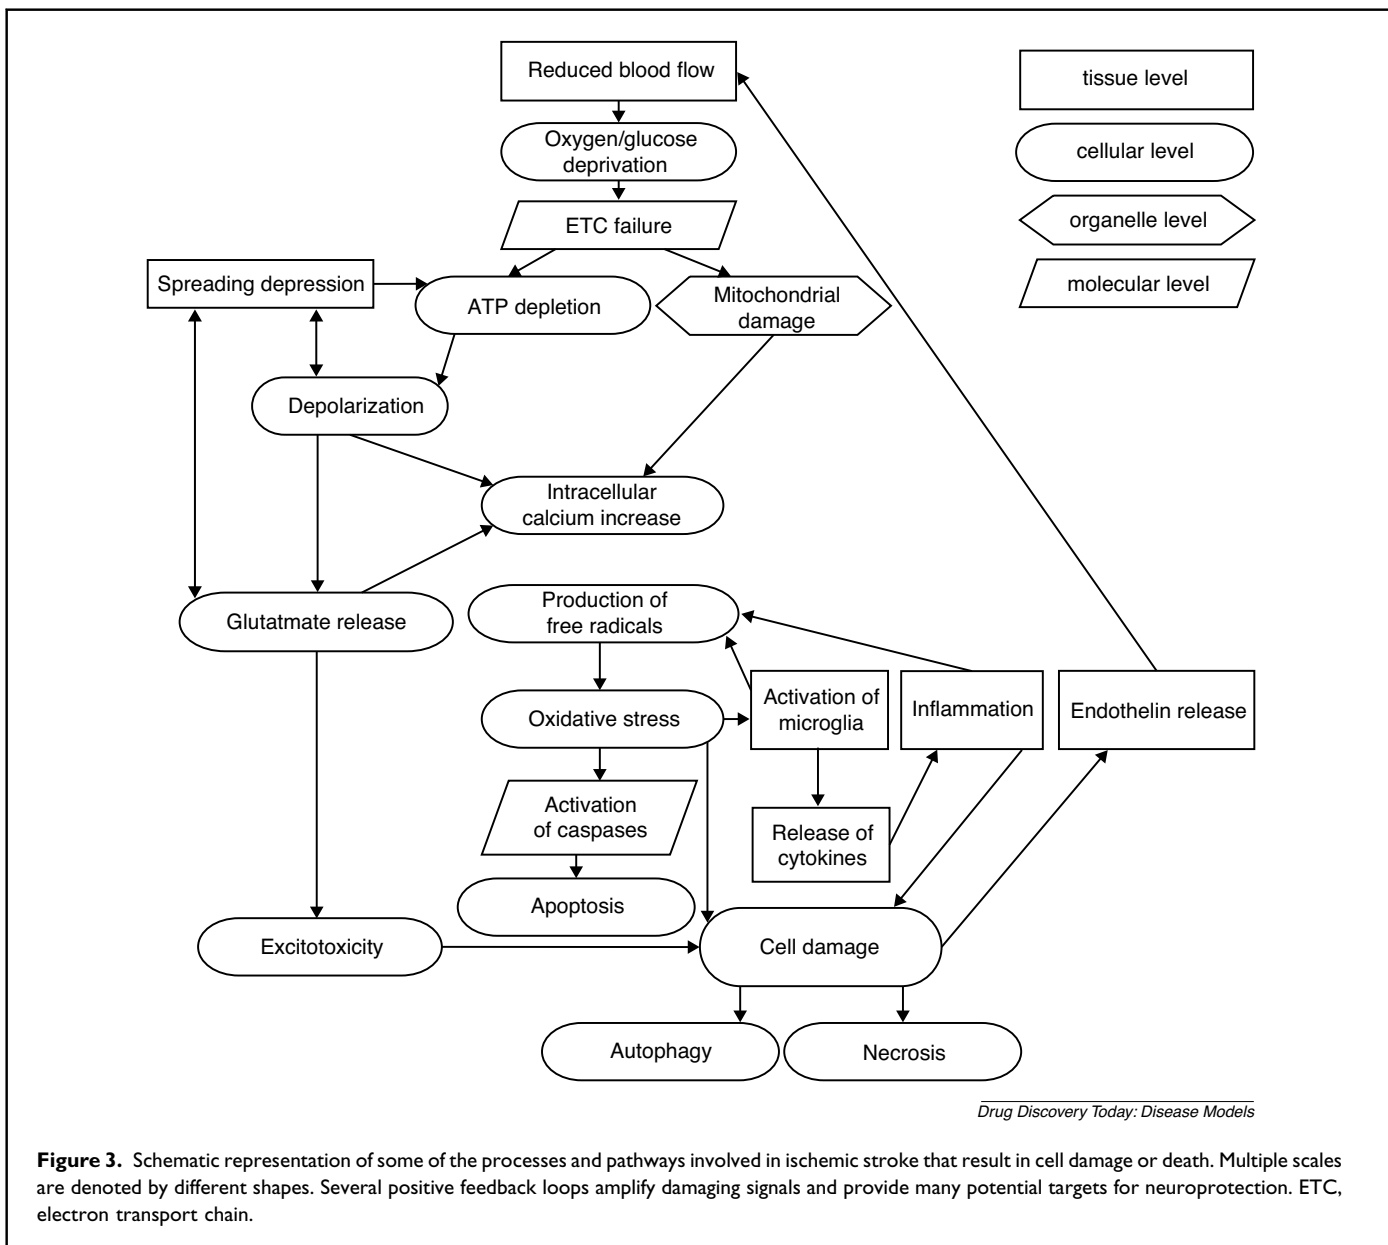 Reduced blood flow
tissue level
Oxygen/glucose
deprivation
cellular level
ETC failure
organelle level
Spreading depression
ATP depletion
Mitochondrial
damage
molecular level
Depolarization
Intracellular
calcium increase
Glutatmate release
Production of
free radicals
Oxidative stress
Activation of
microglia
Inflammation
Endothelin release
Activation
of caspases
Release of
cytokines
Apoptosis
Excitotoxicity
Cell damage
Autophagy
Necrosis
Drug Discovery Today: Disease Models
Figure 3. Schematic representation of some of the processes and pathways involved in ischemic stroke that result in cell damage or death. Multiple scales
are denoted by different shapes. Several positive feedback loops amplify damaging signals and provide many potential targets for neuroprotection. ETC,
electron transport chain.